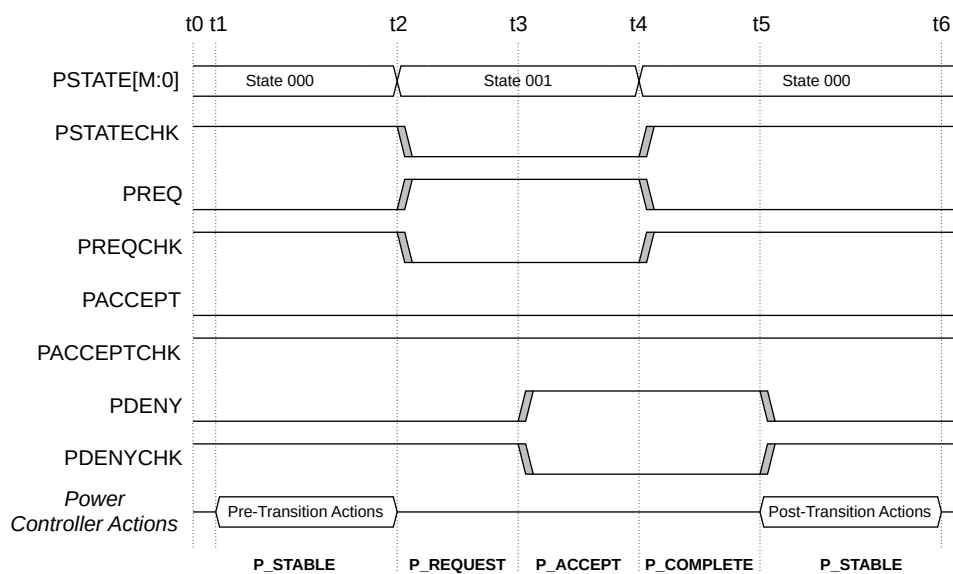 t0 t1 t2 t3 t4 t5 t6
PSTATE[M:0] State 000 State 001 State 000
PSTATECHK
PREQ
PREQCHK
PACCEPT
PACCEPTCHK
PDENY
PDENYCHK
Power
Controller Actions Pre-Transition Actions Post-Transition Actions
P_STABLE P_REQUEST P_ACCEPT P_COMPLETE P_STABLE